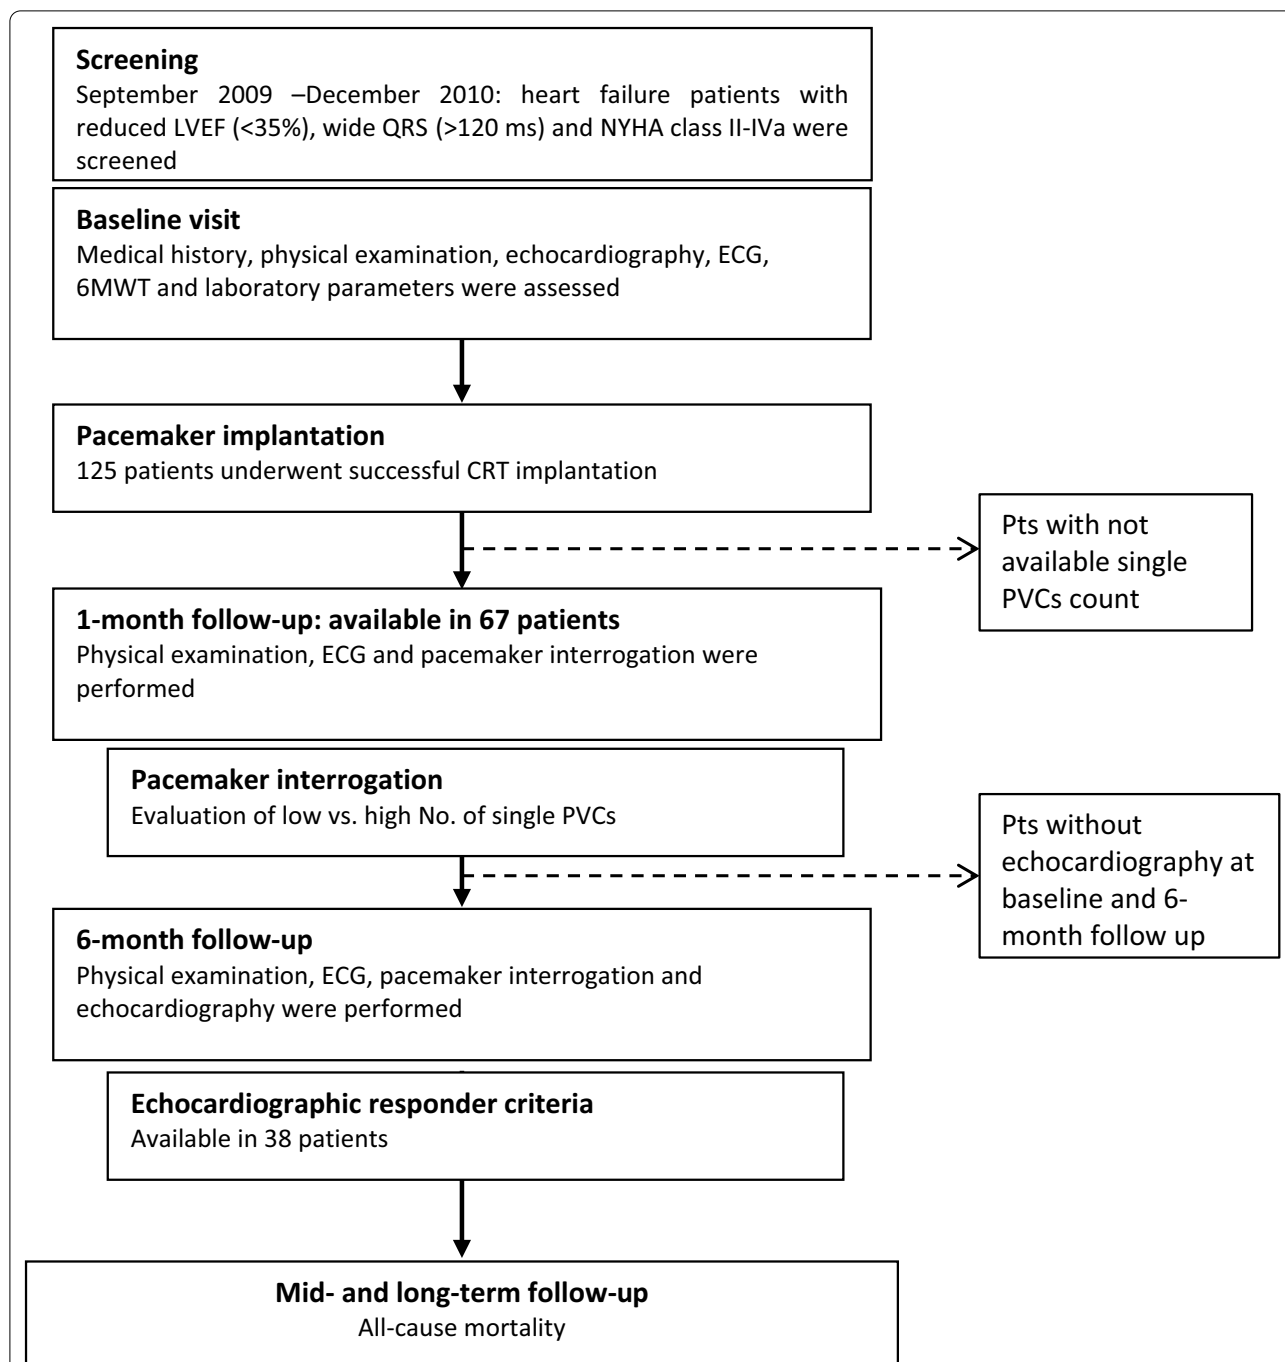 Screening
September 2009 –December 2010: heart failure patients with
reduced LVEF (<35%), wide QRS (>120 ms) and NYHA class II-IVa were
screened
Baseline visit
Medical history, physical examination, echocardiography, ECG,
6MWT and laboratory parameters were assessed
Pacemaker implantation
125 patients underwent successful CRT implantation
Pts with not
available single
PVCs count
1-month follow-up: available in 67 patients
Physical examination, ECG and pacemaker interrogation were
performed
Pacemaker interrogation
Evaluation of low vs. high No. of single PVCs
Pts without
echocardiography at
baseline and 6-
month follow up
6-month follow-up
Physical examination, ECG, pacemaker interrogation and
echocardiography were performed
Echocardiographic responder criteria
Available in 38 patients
Mid- and long-term follow-up
All-cause mortality